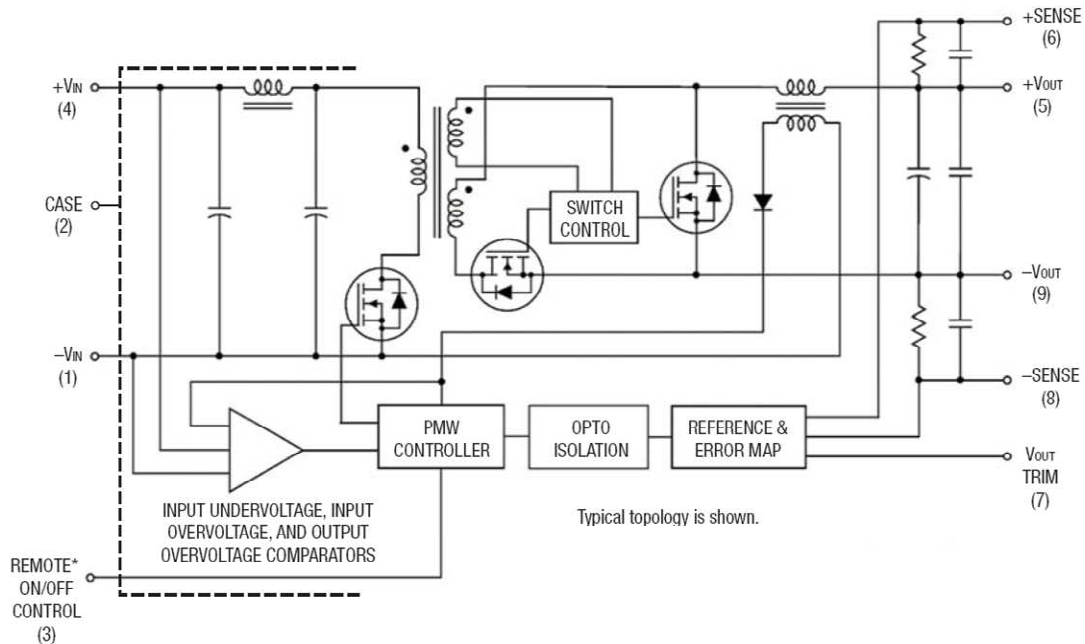 +SENSE
(6)
+VIN
(4)
+VOUT
(5)
CASE
(2)
SWITCH
CONTROL
−VOUT
(9)
−VIN
(1)
−SENSE
(8)
PMW
CONTROLLER
OPTO
ISOLATION
REFERENCE &
ERROR MAP
VOUT
TRIM
(7)
INPUT UNDERVOLTAGE, INPUT
OVERVOLTAGE, AND OUTPUT
OVERVOLTAGE COMPARATORS
Typical topology is shown.
REMOTE*
ON/OFF
CONTROL
(3)